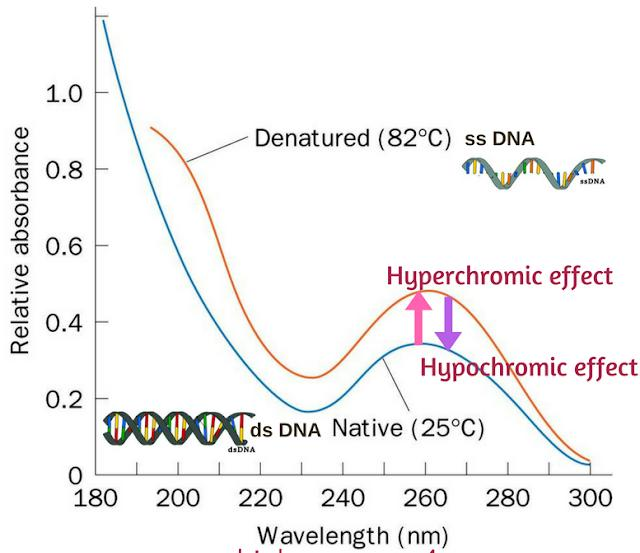 Relative absorbance
1.0
0.8
0.6
0.4
0.2
0
Denatured (82°C) ss DNA
ssDNA
Hyperchromic effect
Hypochromic effect
ds DNA Native (25°C)
dsDNA
180 200 220 240 260 280 300
Wavelength (nm)